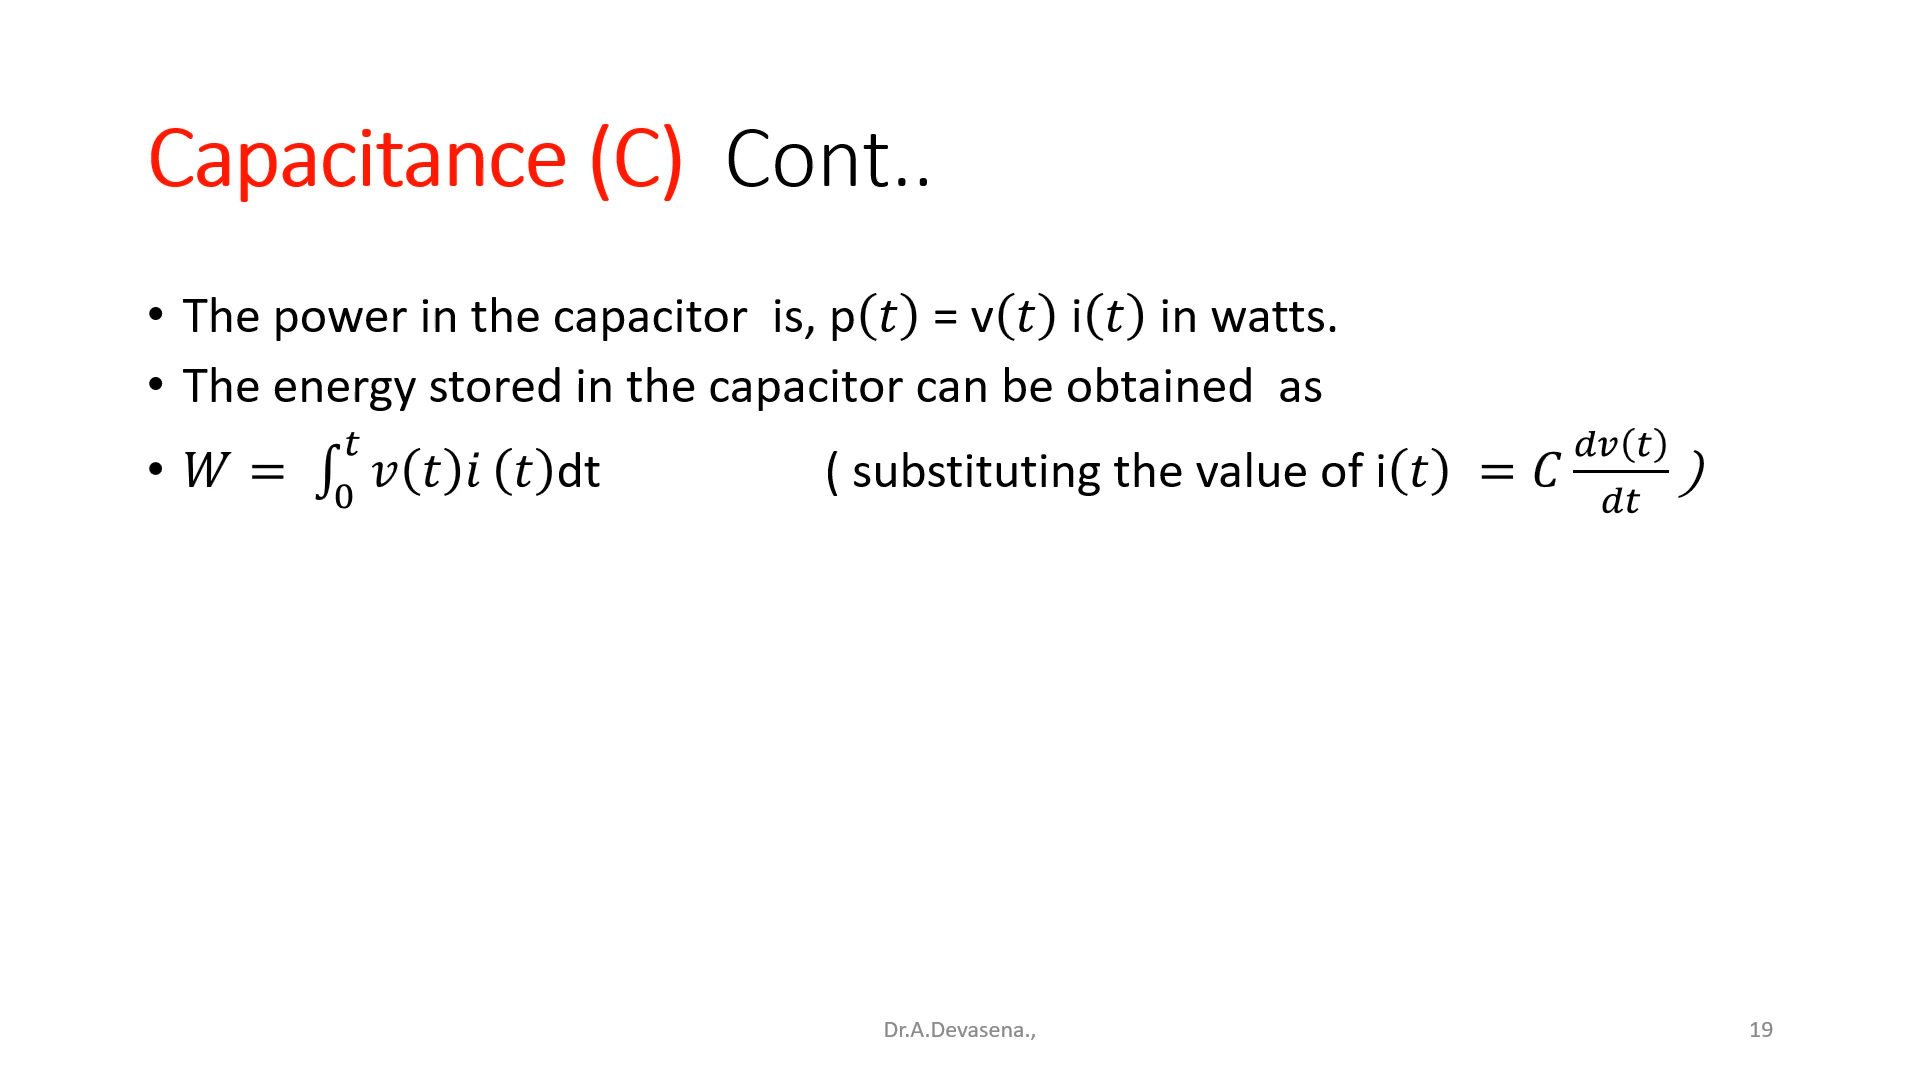 Capacitance (C) Cont..
• The power in the capacitor is, p(t) = v(t) i(t) in watts.
• The energy stored in the capacitor can be obtained as
• W = ∫₀ᵗ v(t)i (t)dt ( substituting the value of i(t) = C dv(t)/dt )
Dr.A.Devasena., 19